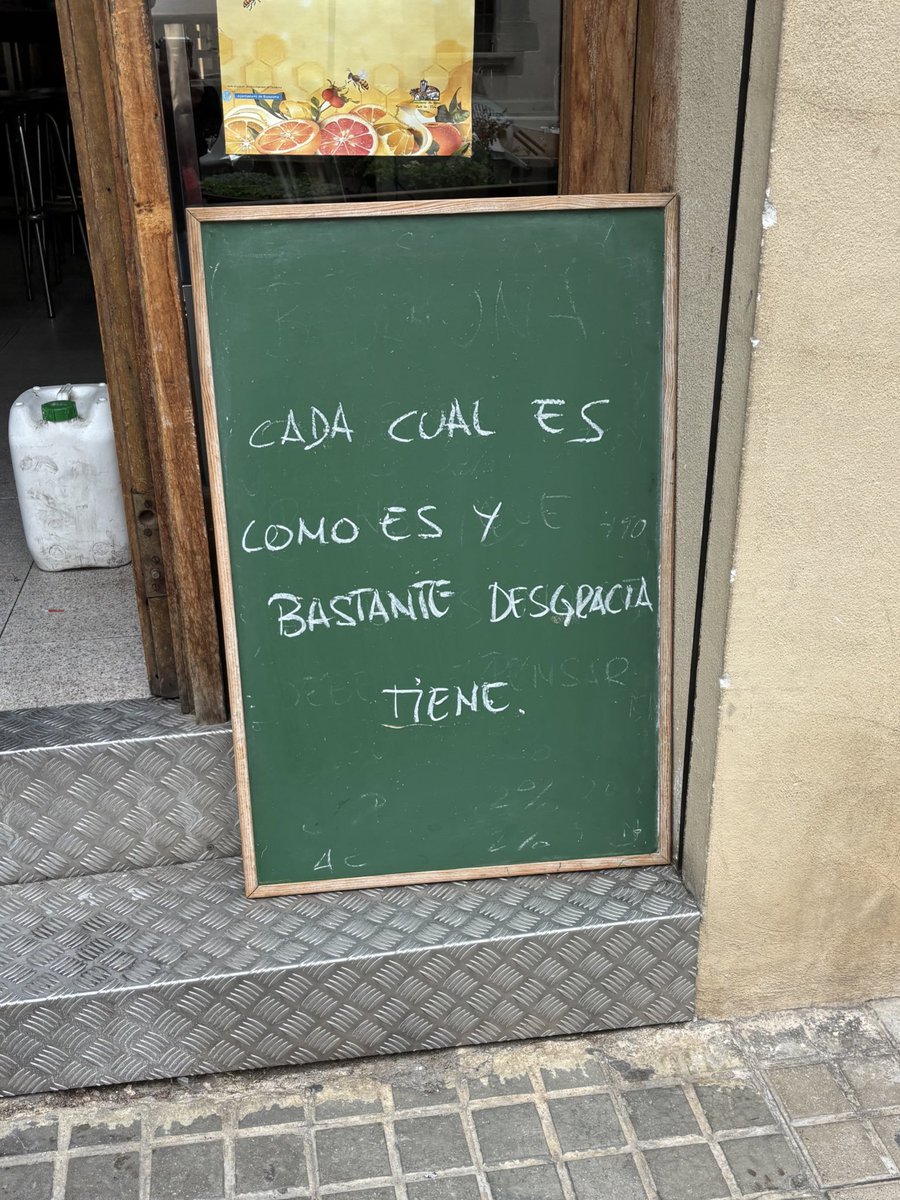 CADA CUAL ES
COMO ES Y
BASTANTE DESGRACIA
TIENE.